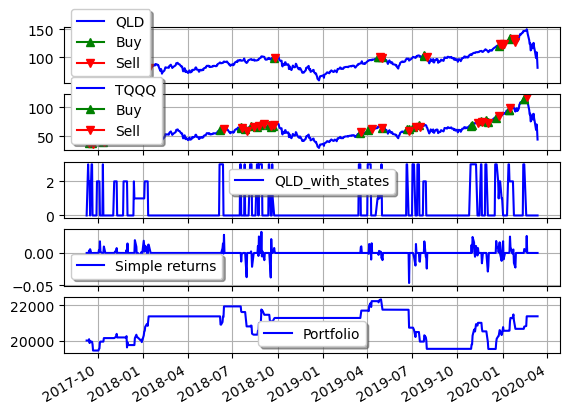 150
100
QLD
Buy
Sell
100
50
TQQQ
Buy
Sell
2
0
QLD_with_states
0.00
−0.05
Simple returns
22000
20000
Portfolio
2017-10
2018-01
2018-04
2018-07
2018-10
2019-01
2019-04
2019-07
2019-10
2020-01
2020-04